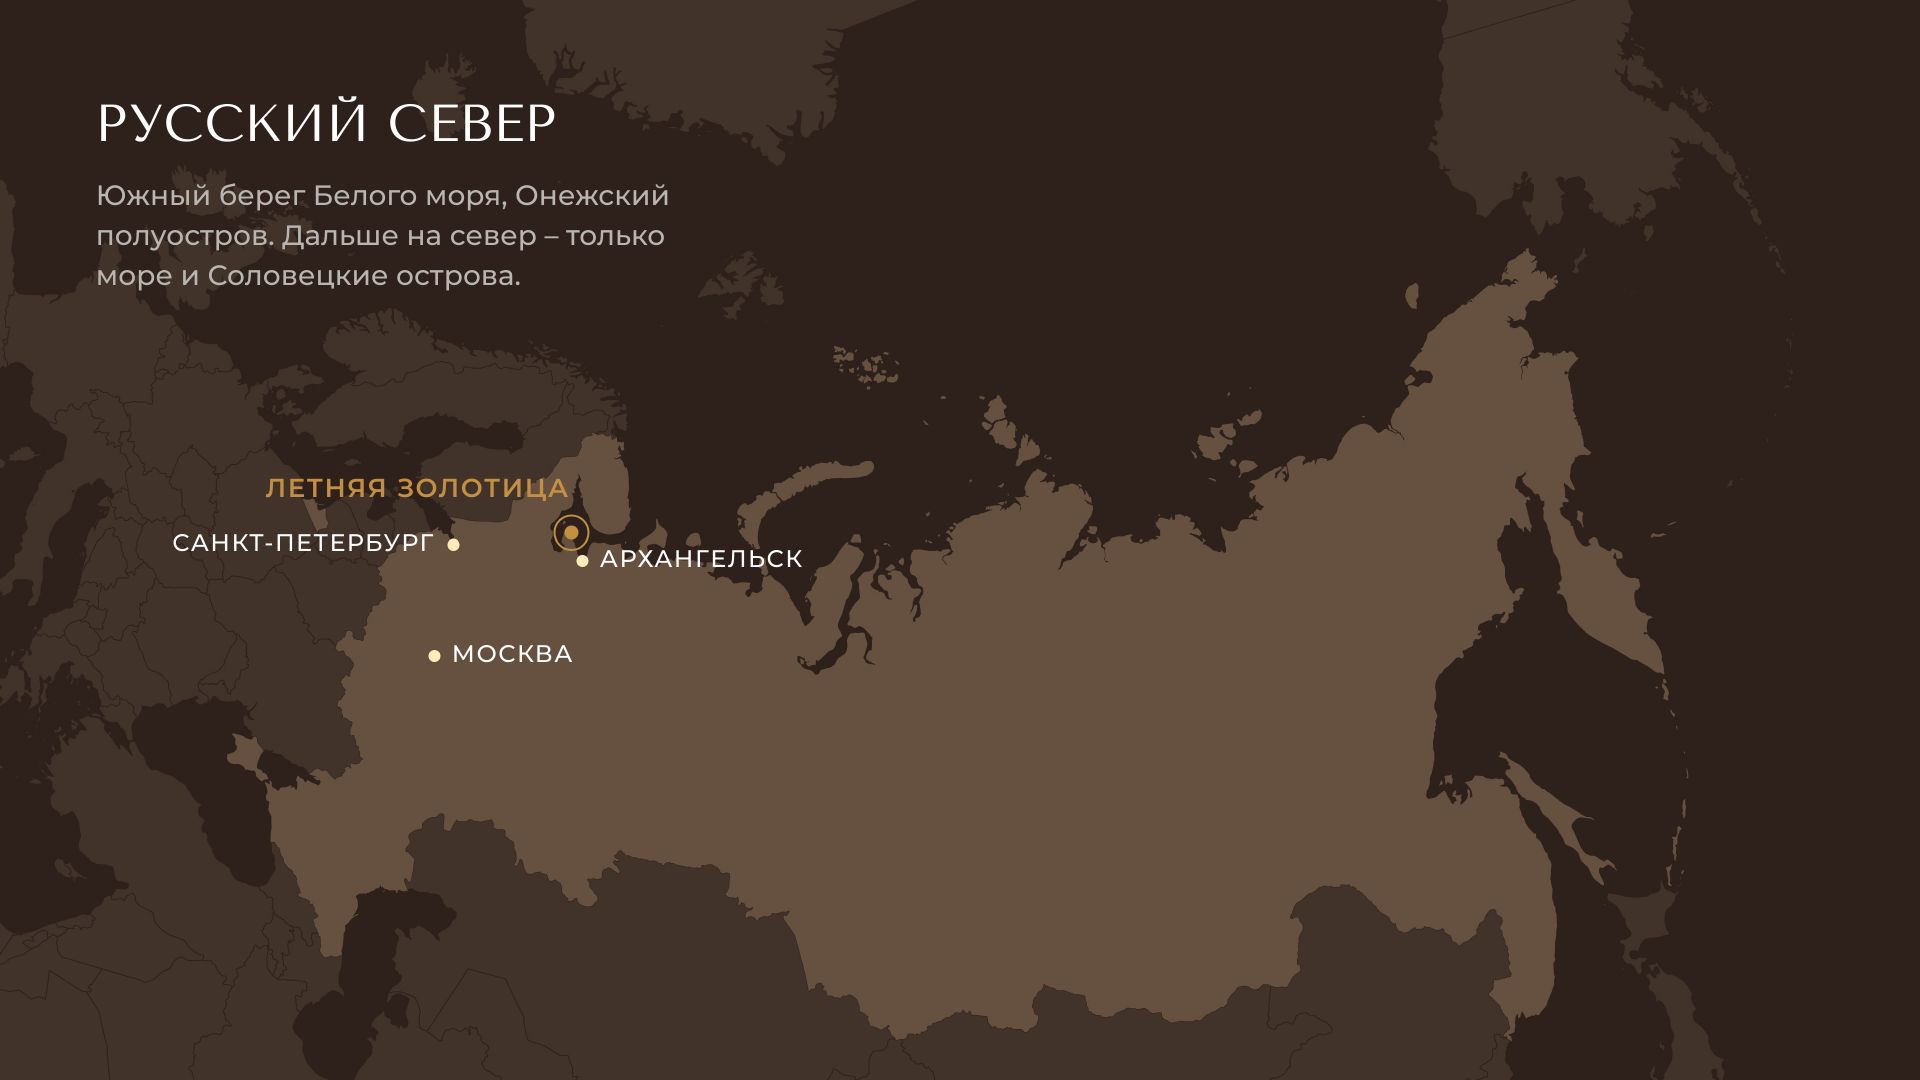 РУССКИЙ СЕВЕР
Южный берег Белого моря, Онежский
полуостров. Дальше на север – только
море и Соловецкие острова.
ЛЕТНЯЯ ЗОЛОТИЦА
САНКТ-ПЕТЕРБУРГ
АРХАНГЕЛЬСК
МОСКВА